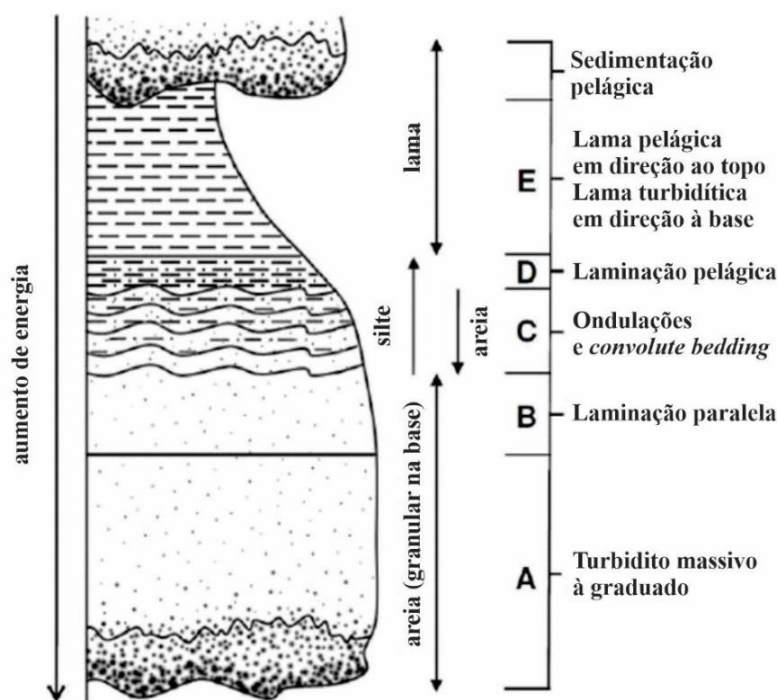 aumento de energia
lama
silte
areia
areia (granular na base)
Sedimentação
pelágica
E
Lama pelágica
em direção ao topo
Lama turbidítica
em direção à base
D
Laminação pelágica
C
Ondulações
e convolute bedding
B
Laminação paralela
A
Turbidito massivo
à graduado